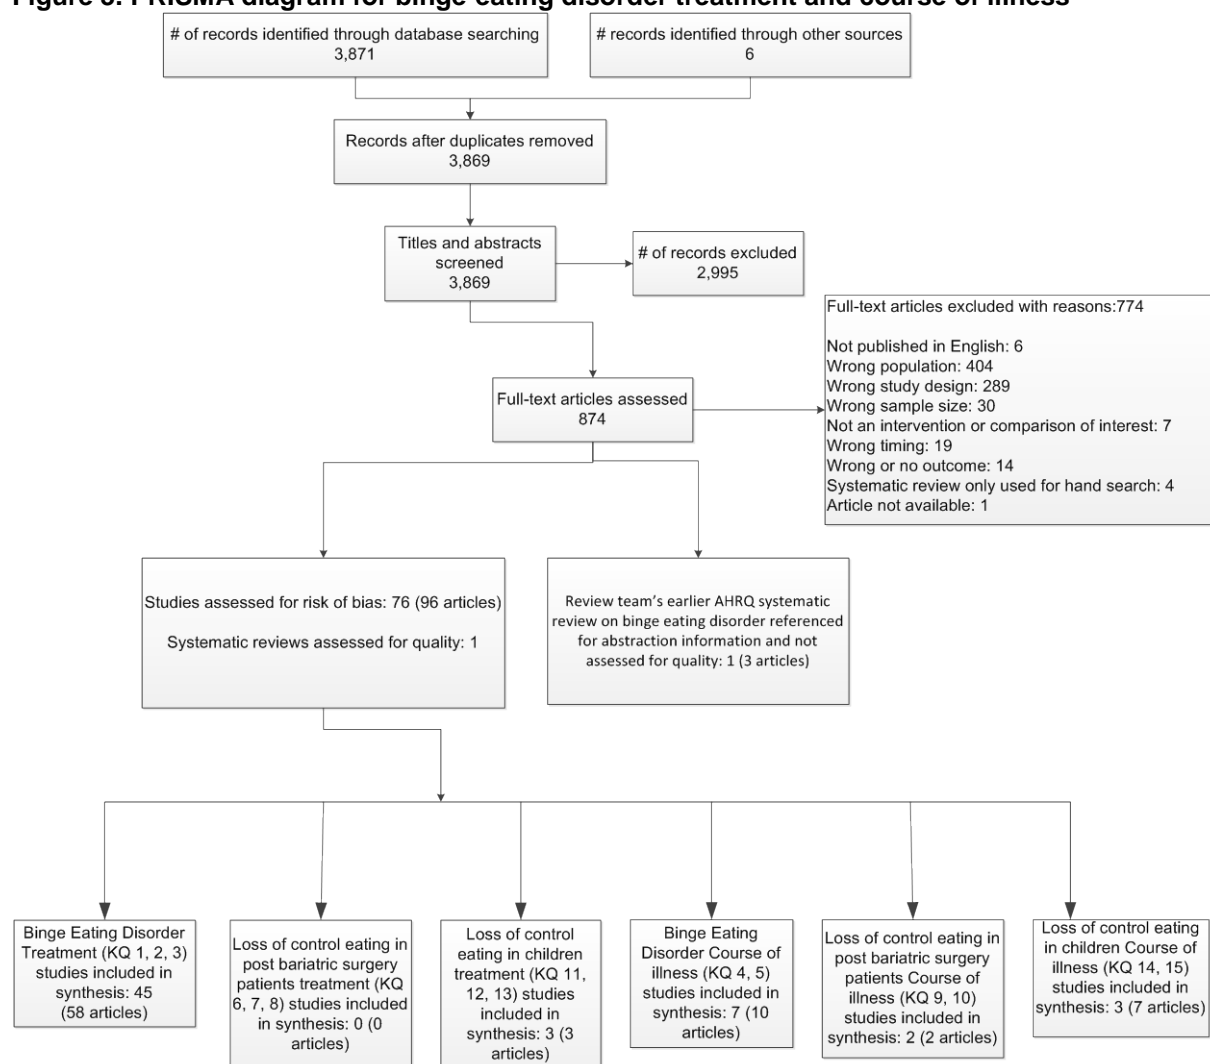 Figure 3. PRISMA diagram for binge-eating disorder treatment and course of illness
# of records identified through database searching
3,871
# records identified through other sources
6
Records after duplicates removed
3,869
Titles and abstracts
screened
3,869
# of records excluded
2,995
Full-text articles excluded with reasons:774
Not published in English: 6
Wrong population: 404
Wrong study design: 289
Wrong sample size: 30
Not an intervention or comparison of interest: 7
Wrong timing: 19
Wrong or no outcome: 14
Systematic review only used for hand search: 4
Article not available: 1
Full-text articles assessed
874
Studies assessed for risk of bias: 76 (96 articles)
Systematic reviews assessed for quality: 1
Review team's earlier AHRQ systematic
review on binge eating disorder referenced
for abstraction information and not
assessed for quality: 1 (3 articles)
Binge Eating Disorder
Treatment (KQ 1, 2, 3)
studies included in
synthesis: 45
(58 articles)
Loss of control eating in
post bariatric surgery
patients treatment (KQ
6, 7, 8) studies included
in synthesis: 0 (0
articles)
Loss of control
eating in children
treatment (KQ 11,
12, 13) studies
included in
synthesis: 3 (3
articles)
Binge Eating
Disorder Course of
illness (KQ 4, 5)
studies included in
synthesis: 7 (10
articles)
Loss of control eating in
post bariatric surgery
patients Course of
illness (KQ 9, 10)
studies included in
synthesis: 2 (2 articles)
Loss of control eating
in children Course of
illness (KQ 14, 15)
studies included in
synthesis: 3 (7 articles)